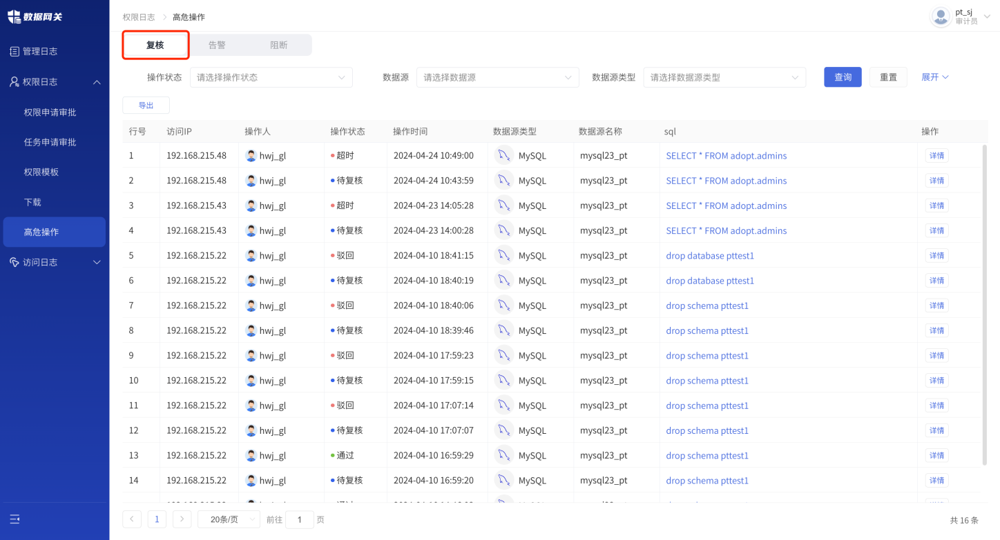 数据网关
权限日志 > 高危操作
pt_sj
审计员
管理日志
权限日志
权限申请审批
任务申请审批
权限模板
下载
高危操作
访问日志
复核 告警 阻断
操作状态 请选择操作状态 数据源 请选择数据源 数据源类型 请选择数据源类型 查询 重置 展开
导出
行号 访问IP 操作人 操作状态 操作时间 数据源类型 数据源名称 sql 操作
1 192.168.215.48 hwj_gl 超时 2024-04-24 10:49:00 MySQL mysql23_pt SELECT * FROM adopt.admins 详情
2 192.168.215.48 hwj_gl 待复核 2024-04-24 10:43:59 MySQL mysql23_pt SELECT * FROM adopt.admins 详情
3 192.168.215.43 hwj_gl 超时 2024-04-23 14:05:28 MySQL mysql23_pt SELECT * FROM adopt.admins 详情
4 192.168.215.43 hwj_gl 待复核 2024-04-23 14:00:28 MySQL mysql23_pt SELECT * FROM adopt.admins 详情
5 192.168.215.22 hwj_gl 驳回 2024-04-10 18:41:15 MySQL mysql23_pt drop database pttest1 详情
6 192.168.215.22 hwj_gl 待复核 2024-04-10 18:40:19 MySQL mysql23_pt drop database pttest1 详情
7 192.168.215.22 hwj_gl 驳回 2024-04-10 18:40:06 MySQL mysql23_pt drop schema pttest1 详情
8 192.168.215.22 hwj_gl 待复核 2024-04-10 18:39:46 MySQL mysql23_pt drop schema pttest1 详情
9 192.168.215.22 hwj_gl 驳回 2024-04-10 17:59:23 MySQL mysql23_pt drop schema pttest1 详情
10 192.168.215.22 hwj_gl 待复核 2024-04-10 17:59:15 MySQL mysql23_pt drop schema pttest1 详情
11 192.168.215.22 hwj_gl 驳回 2024-04-10 17:07:14 MySQL mysql23_pt drop schema pttest1 详情
12 192.168.215.22 hwj_gl 待复核 2024-04-10 17:07:07 MySQL mysql23_pt drop schema pttest1 详情
13 192.168.215.22 hwj_gl 通过 2024-04-10 16:59:29 MySQL mysql23_pt drop schema pttest1 详情
14 192.168.215.22 hwj_gl 待复核 2024-04-10 16:59:20 MySQL mysql23_pt drop schema pttest1 详情
1 20条/页 前往 1 页 共 16 条